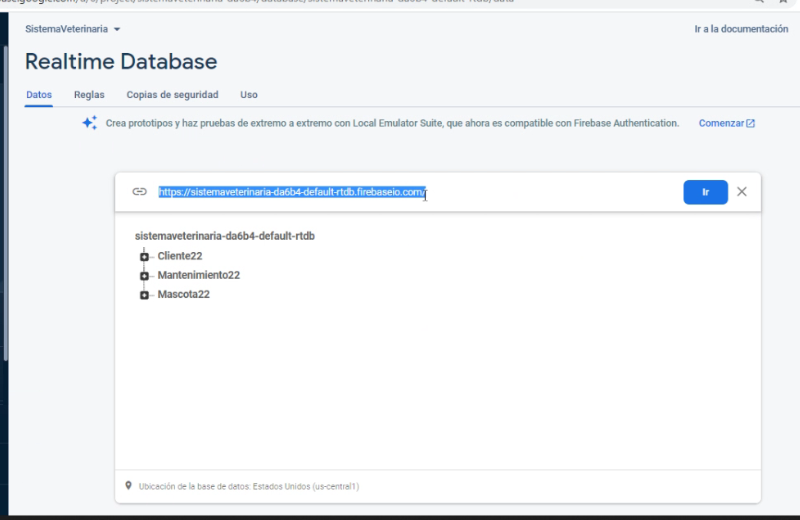 SistemaVeterinaria
Ir a la documentación
Realtime Database
Datos
Reglas
Copias de seguridad
Uso
Crea prototipos y haz pruebas de extremo a extremo con Local Emulator Suite, que ahora es compatible con Firebase Authentication. Comenzar
https://sistemaveterinaria-da6b4-default-rtdb.firebaseio.com/
Ir
sistemaveterinaria-da6b4-default-rtdb
Cliente22
Mantenimiento22
Mascota22
Ubicación de la base de datos: Estados Unidos (us-central1)